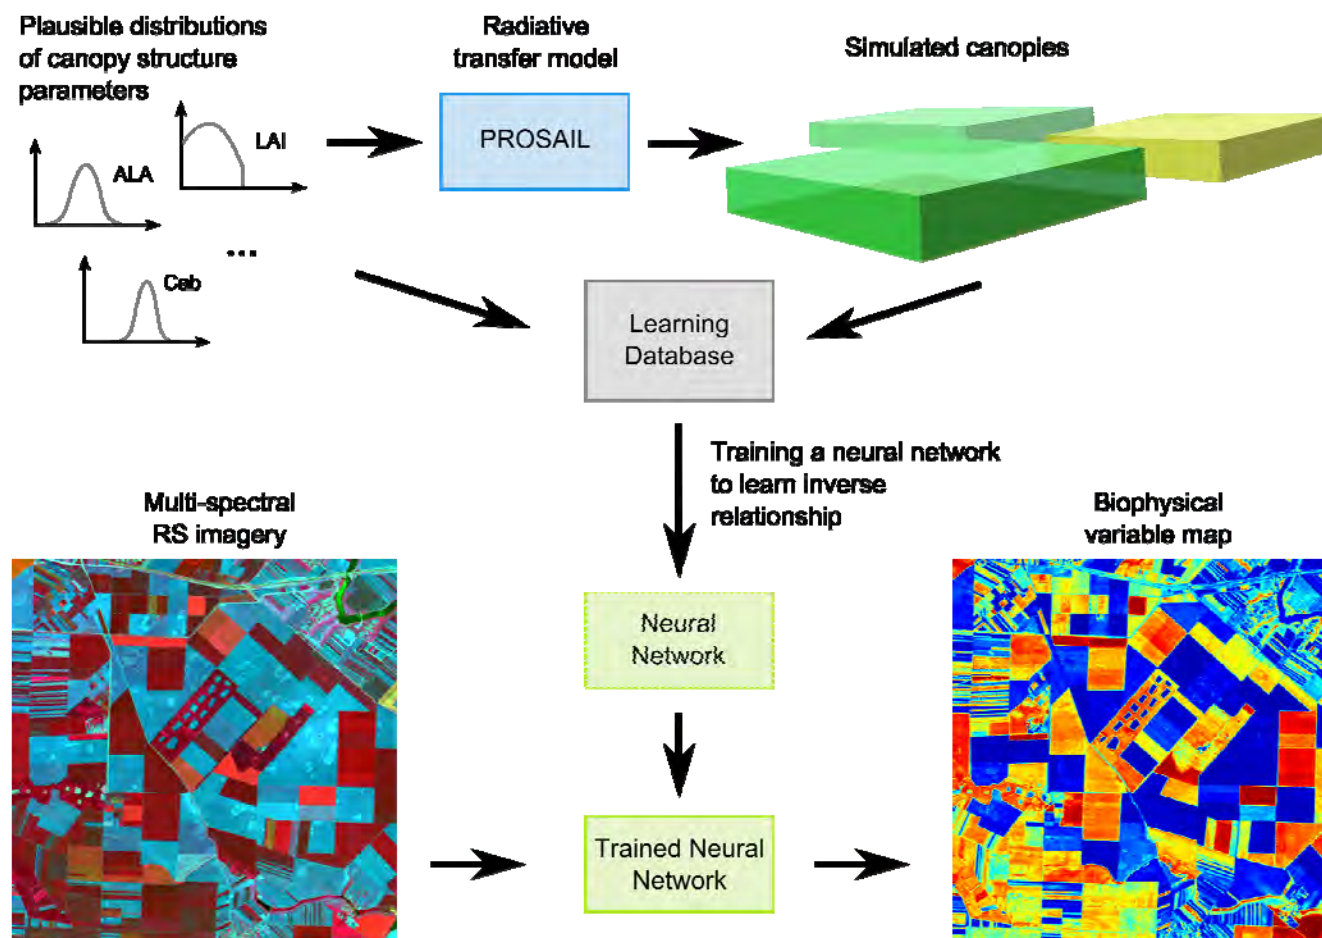 Plausible distributions
of canopy structure
parameters
Radiative
transfer model
Simulated canopies
LAI
ALA
...
Cab
PROSAIL
Learning
Database
Training a neural network
to learn inverse
relationship
Multi-spectral
RS imagery
Biophysical
variable map
Neural
Network
Trained Neural
Network